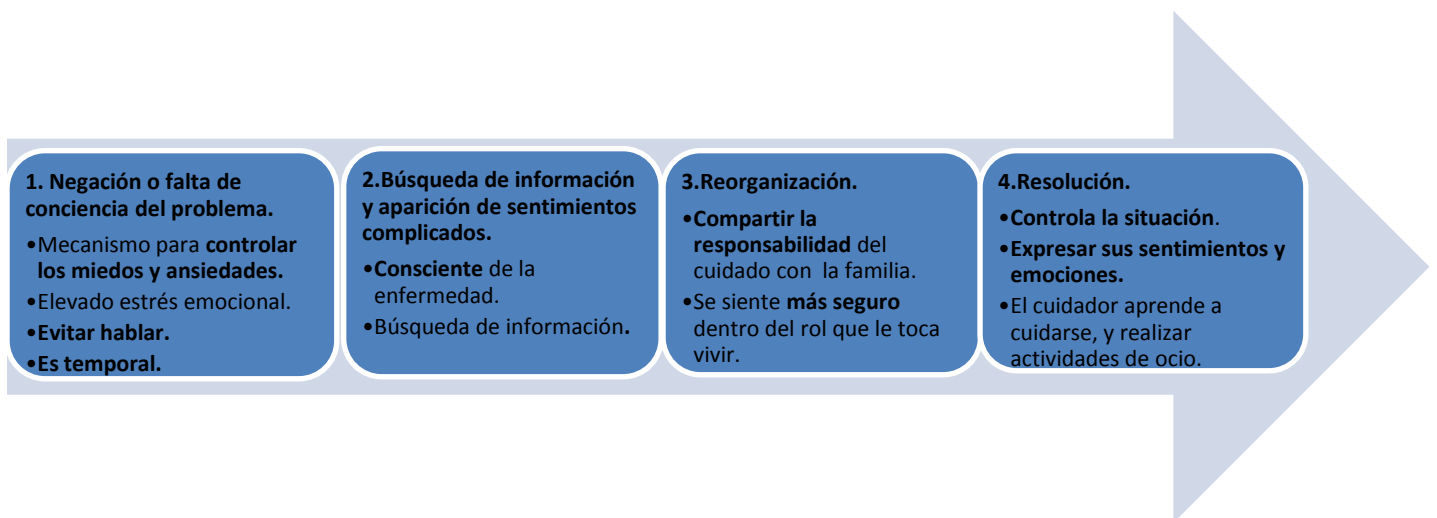 1. Negación o falta de
conciencia del problema.
•Mecanismo para controlar
los miedos y ansiedades.
•Elevado estrés emocional.
•Evitar hablar.
•Es temporal.
2.Búsqueda de información
y aparición de sentimientos
complicados.
•Consciente de la
enfermedad.
•Búsqueda de información.
3.Reorganización.
•Compartir la
responsabilidad del
cuidado con la familia.
•Se siente más seguro
dentro del rol que le toca
vivir.
4.Resolución.
•Controla la situación.
•Expresar sus sentimientos y
emociones.
•El cuidador aprende a
cuidarse, y realizar
actividades de ocio.